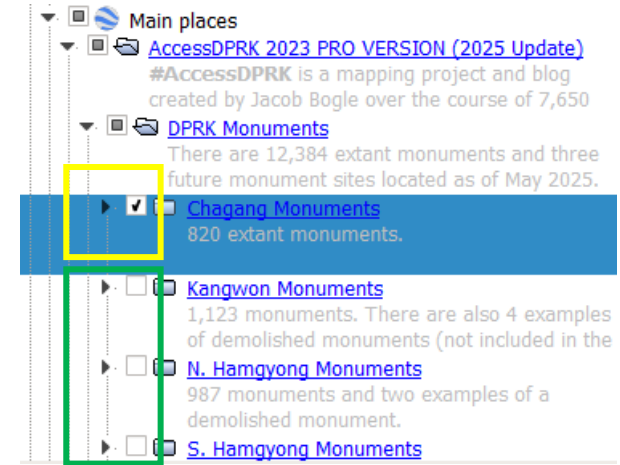 Main places
AccessDPRK 2023 PRO VERSION (2025 Update)
#AccessDPRK is a mapping project and blog
created by Jacob Bogle over the course of 7,650
DPRK Monuments
There are 12,384 extant monuments and three
future monument sites located as of May 2025.
Chagang Monuments
820 extant monuments.
Kangwon Monuments
1,123 monuments. There are also 4 examples
of demolished monuments (not included in the
N. Hamgyong Monuments
987 monuments and two examples of a
demolished monument.
S. Hamgyong Monuments